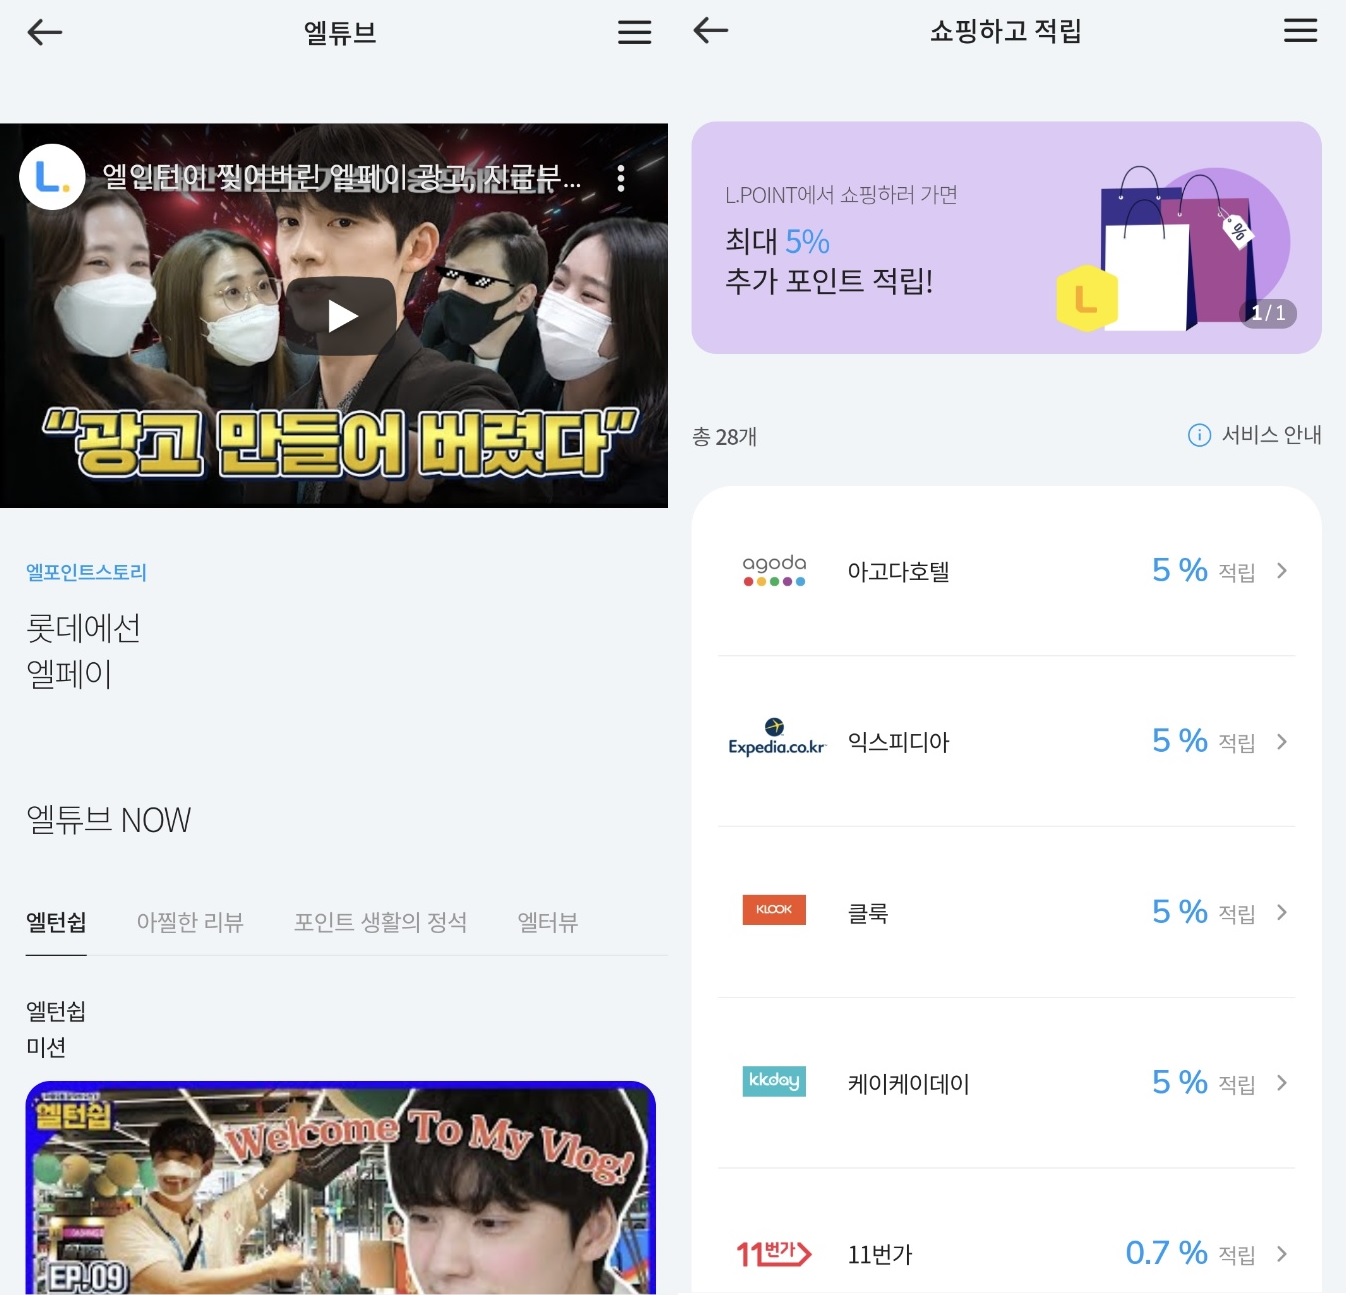 엘튜브
L.
엘인턴이 찢어버린 엘페이 광고, 지금부...
“광고 만들어 버렸다”
엘포인트스토리
롯데에선
엘페이
엘튜브 NOW
엘턴쉽 아찔한 리뷰 포인트 생활의 정석 엘터뷰
엘턴쉽
미션
엘턴쉽
Welcome To My Vlog!
EP.09
쇼핑하고 적립
L.POINT에서 쇼핑하러 가면
최대 5%
추가 포인트 적립!
%
L
1/1
총 28개
서비스 안내
agoda 아고다호텔 5 % 적립
Expedia.co.kr 익스피디아 5 % 적립
KLOOK 클룩 5 % 적립
kkday 케이케이데이 5 % 적립
11번가 11번가 0.7 % 적립